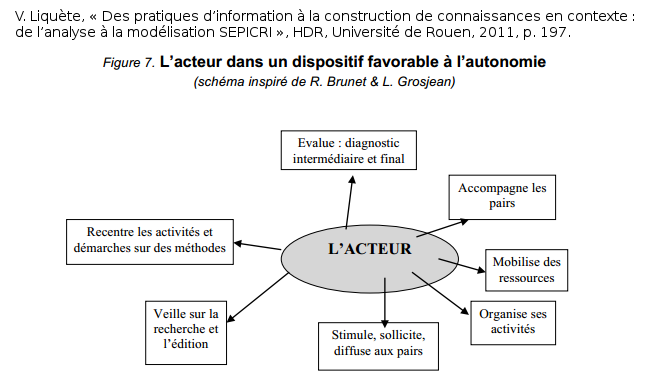 V. Liquète, « Des pratiques d’information à la construction de connaissances en contexte :
de l’analyse à la modélisation SEPICRI », HDR, Université de Rouen, 2011, p. 197.
Figure 7. L’acteur dans un dispositif favorable à l’autonomie
(schéma inspiré de R. Brunet & L. Grosjean)
Evalue : diagnostic
intermédiaire et final
Accompagne les
pairs
Recentre les activités et
démarches sur des méthodes
L’ACTEUR
Mobilise des
ressources
Veille sur la
recherche et
l’édition
Stimule, sollicite,
diffuse aux pairs
Organise ses
activités